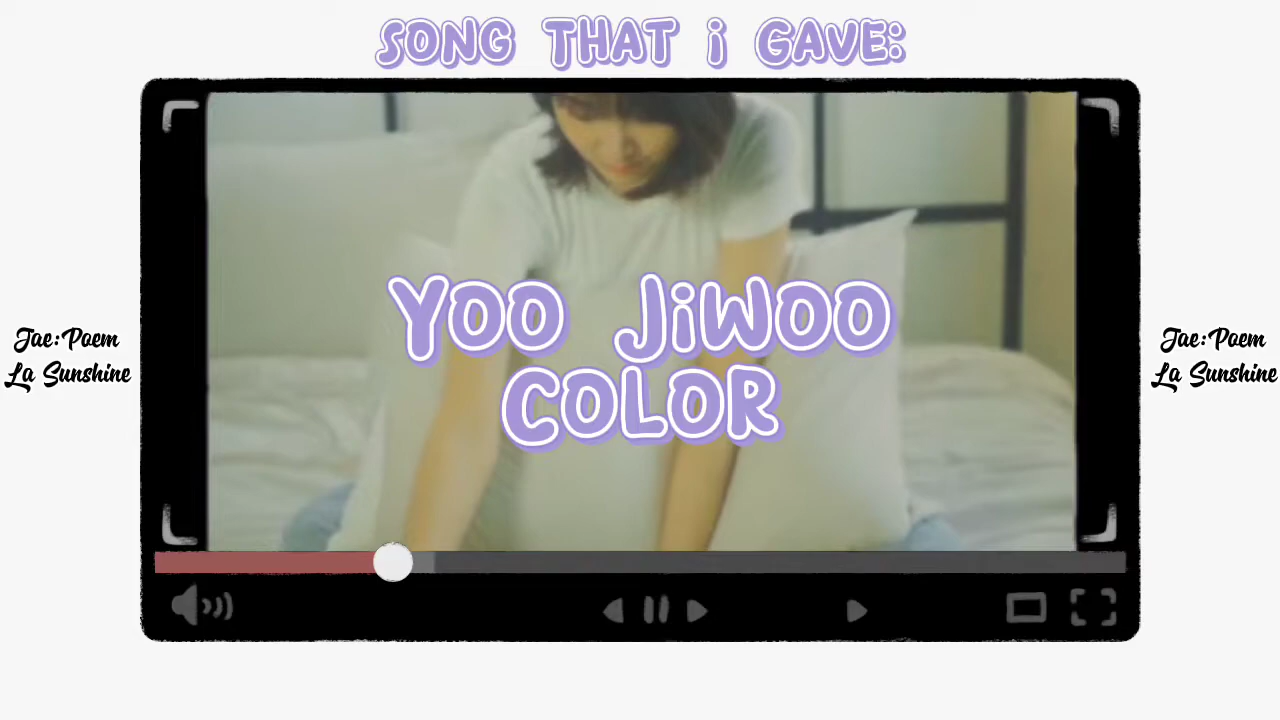 SONG THAT i GAVE:
YOO JiWOO
COLOR
Jae:Poem
La Sunshine
Jae:Poem
La Sunshine